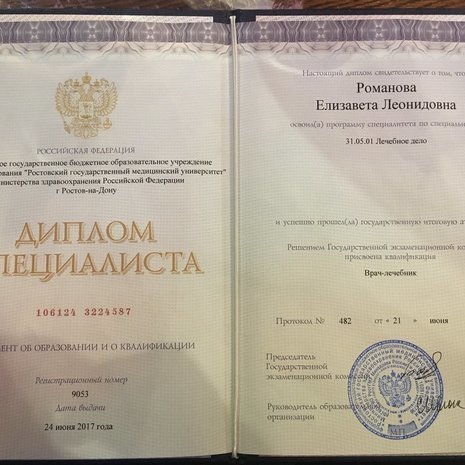 РОССИЙСКАЯ ФЕДЕРАЦИЯ
ое государственное бюджетное образовательное учреждение
ования "Ростовский государственный медицинский университет"
инистерства здравоохранения Российской Федерации
г Ростов-на-Дону
ДИПЛОМ
ПЕЦИАЛИСТА
106124 3224587
ЕНТ ОБ ОБРАЗОВАНИИ И О КВАЛИФИКАЦИИ
Регистрационный номер
9053
Дата выдачи
24 июня 2017 года
Настоящий диплом свидетельствует о том, что
Романова
Елизавета Леонидовна
освоил(а) программу специалитета по специальн
31.05.01 Лечебное дело
и успешно прошел(ла) государственную итоговую ат
Решением Государственной экзаменационной ко
присвоена квалификация
Врач-лечебник
Протокол № 482 от « 21 » июня
Председатель
Государственной
экзаменационной ком
Руководитель образователь
организации
М.П.